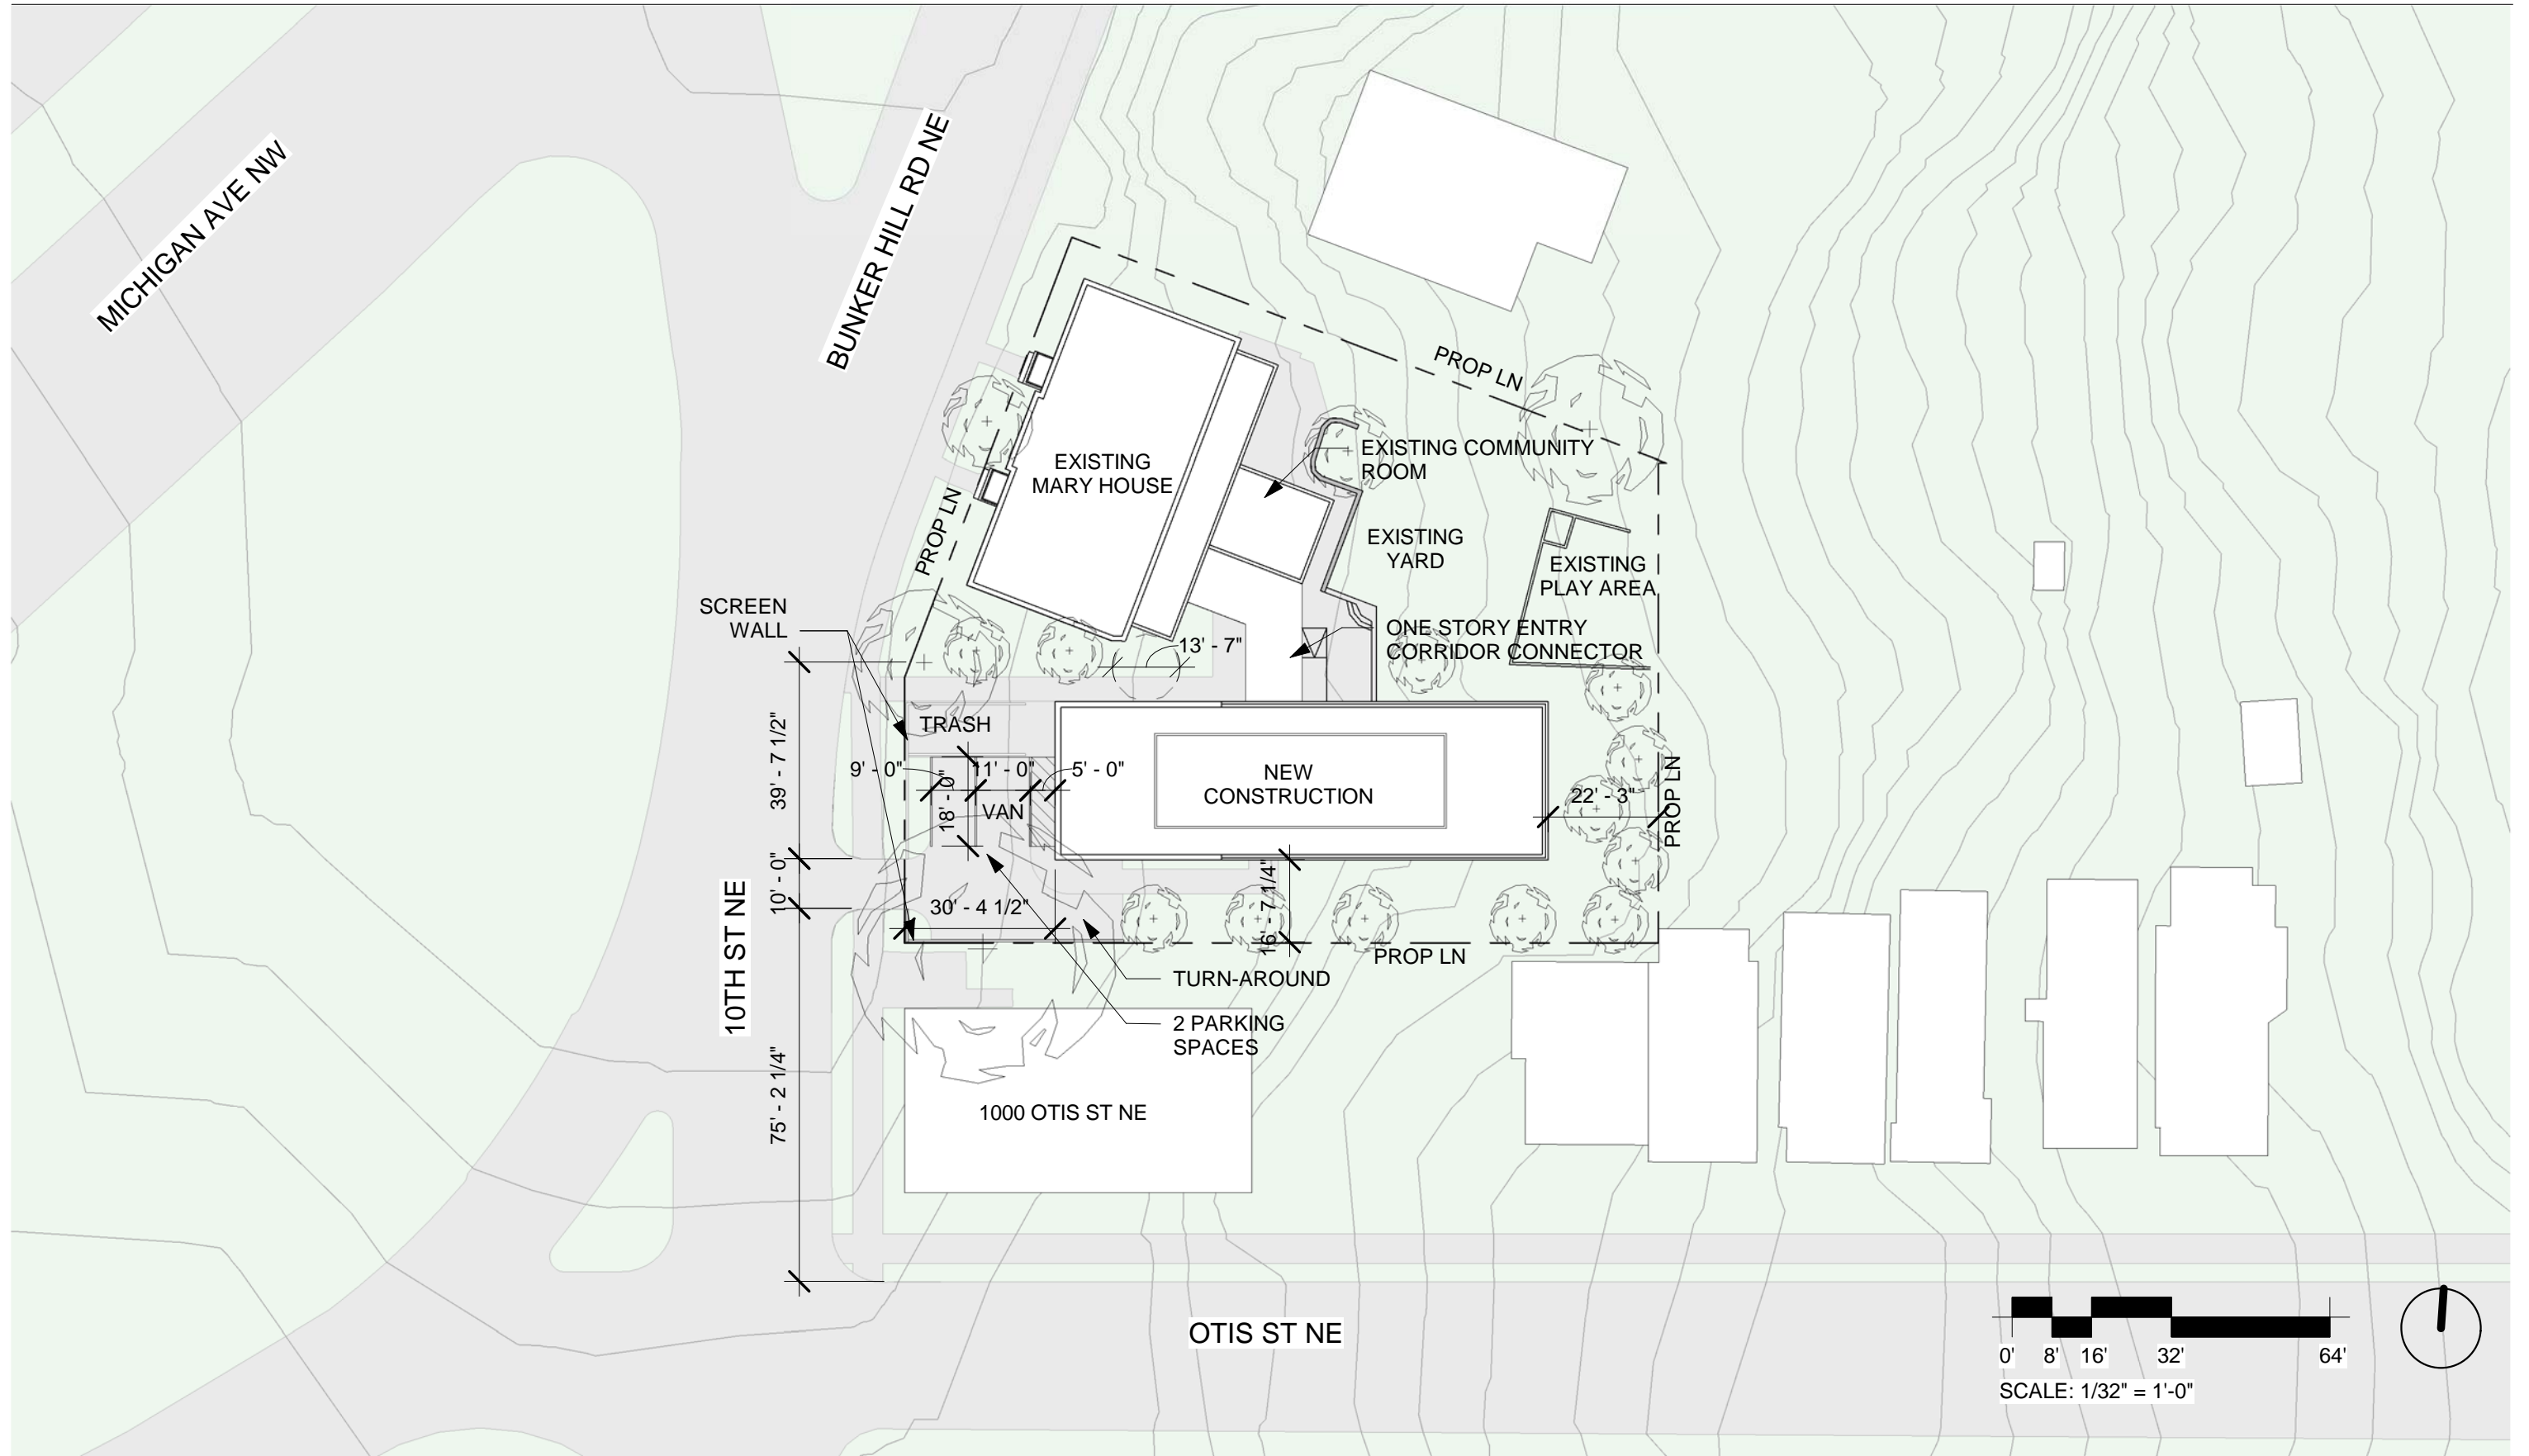 MICHIGAN AVE NW
BUNKER HILL RD NE
PROP LN
EXISTING COMMUNITY
ROOM
EXISTING
MARY HOUSE
PROP LN
EXISTING
YARD
EXISTING
PLAY AREA
SCREEN
WALL
13' - 7"
ONE STORY ENTRY
CORRIDOR CONNECTOR
TRASH
39' - 7 1/2"
9' - 0"
11' - 0"
5' - 0"
18' - 0"
VAN
NEW
CONSTRUCTION
22' - 3"
PROP LN
10' - 0"
30' - 4 1/2"
16' - 7 1/4"
PROP LN
10TH ST NE
TURN-AROUND
2 PARKING
SPACES
75' - 2 1/4"
1000 OTIS ST NE
OTIS ST NE
0' 8' 16' 32' 64'
SCALE: 1/32" = 1'-0"